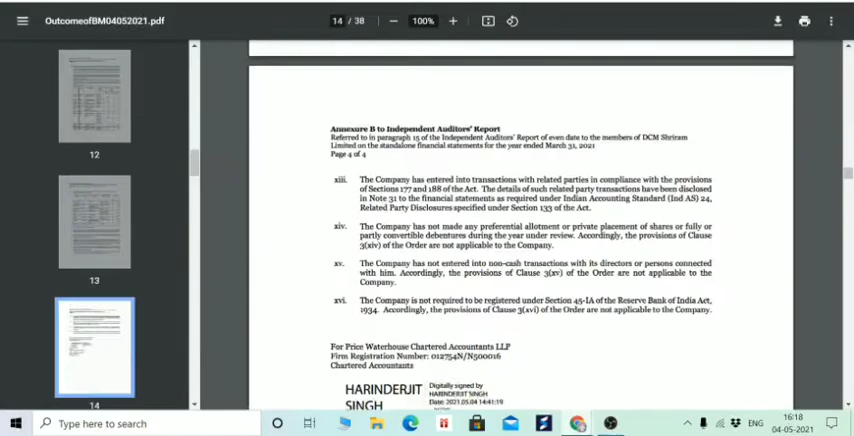 OutcomeofBM04052021.pdf
14 / 38
100%
12
13
14
Annexure B to Independent Auditors' Report
Referred to in paragraph 15 of the Independent Auditors' Report of even date to the members of DCM Shriram
Limited on the standalone financial statements for the year ended March 31, 2021
Page 4 of 4
xiii. The Company has entered into transactions with related parties in compliance with the provisions
of Sections 177 and 188 of the Act. The details of such related party transactions have been disclosed
in Note 31 to the financial statements as required under Indian Accounting Standard (Ind AS) 24,
Related Party Disclosures specified under Section 133 of the Act.
xiv. The Company has not made any preferential allotment or private placement of shares or fully or
partly convertible debentures during the year under review. Accordingly, the provisions of Clause
3(xiv) of the Order are not applicable to the Company.
xv. The Company has not entered into non-cash transactions with its directors or persons connected
with him. Accordingly, the provisions of Clause 3(xv) of the Order are not applicable to the
Company.
xvi. The Company is not required to be registered under Section 45-IA of the Reserve Bank of India Act,
1934. Accordingly, the provisions of Clause 3(xvi) of the Order are not applicable to the Company.
For Price Waterhouse Chartered Accountants LLP
Firm Registration Number: 012754N/N500016
Chartered Accountants
HARINDERJIT
SINGH
Digitally signed by
HARINDERJIT SINGH
Date: 2021.05.04 14:41:19
Type here to search
ENG
16:18
04-05-2021